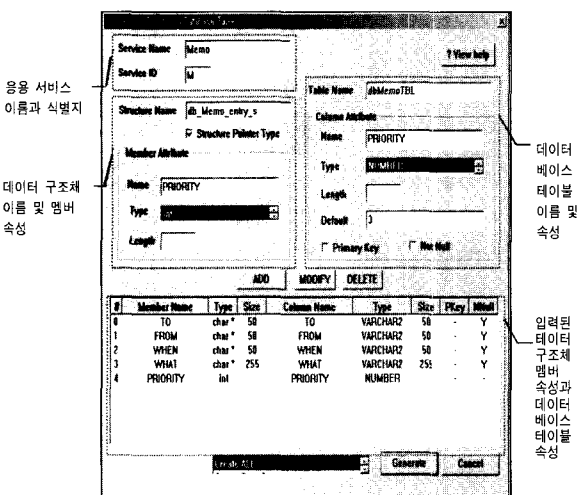 Service Name Memo
Service ID M
? View help
응용 서비스
이름과 식별지
Structure Name db_Memo_entry_s
Structure Pointer Type
Member Attribute
Name PRIORITY
Type
Length
데이터 구조체
이름 및 멤버
속성
Table Name dbMemoTBL
Column Attribute
Name PRIORITY
Type NUMBER
Length
Default
Primary Key Not Null
데이터
베이스
테이블
이름 및
속성
ADD MODIFY DELETE
# Member Name Type Size Column Name Type Size PKey NNull
0 TO char * 50 TO VARCHAR2 50 - Y
1 FROM char * 50 FROM VARCHAR2 50 - Y
2 WHEN char * 50 WHEN VARCHAR2 50 - Y
3 WHAT char * 255 WHAT VARCHAR2 255 - Y
4 PRIORITY int PRIORITY NUMBER - -
입력된
데이터
구조체
멤버
속성과
데이터
베이스
테이블
속성
Create ALL Generate Cancel